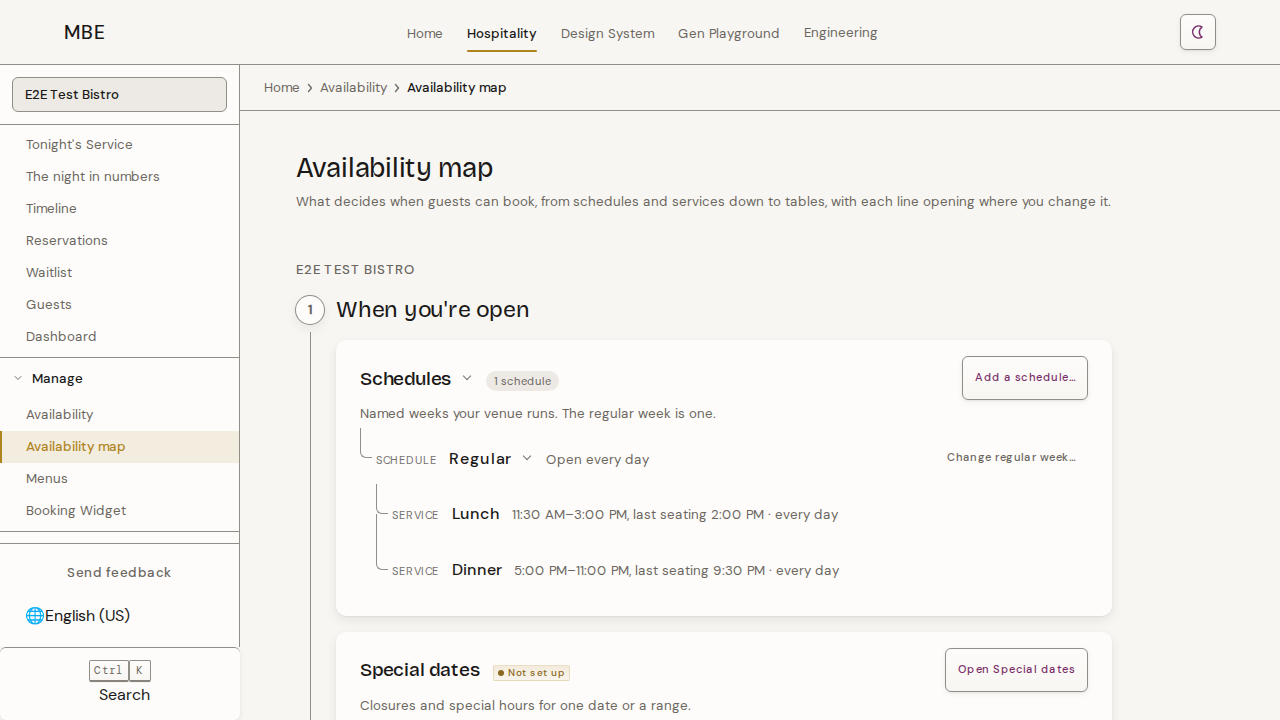 MBE
Home Hospitality Design System Gen Playground Engineering
E2E Test Bistro
Home Availability Availability map
Tonight's Service
The night in numbers
Timeline
Reservations
Waitlist
Guests
Dashboard
Manage
Availability
Availability map
Menus
Booking Widget
Send feedback
English (US)
Ctrl K
Search
Availability map
What decides when guests can book, from schedules and services down to tables, with each line opening where you change it.
E2E TEST BISTRO
1 When you're open
Schedules 1 schedule Add a schedule…
Named weeks your venue runs. The regular week is one.
SCHEDULE Regular Open every day Change regular week…
SERVICE Lunch 11:30 AM–3:00 PM, last seating 2:00 PM · every day
SERVICE Dinner 5:00 PM–11:00 PM, last seating 9:30 PM · every day
Special dates Not set up Open Special dates
Closures and special hours for one date or a range.